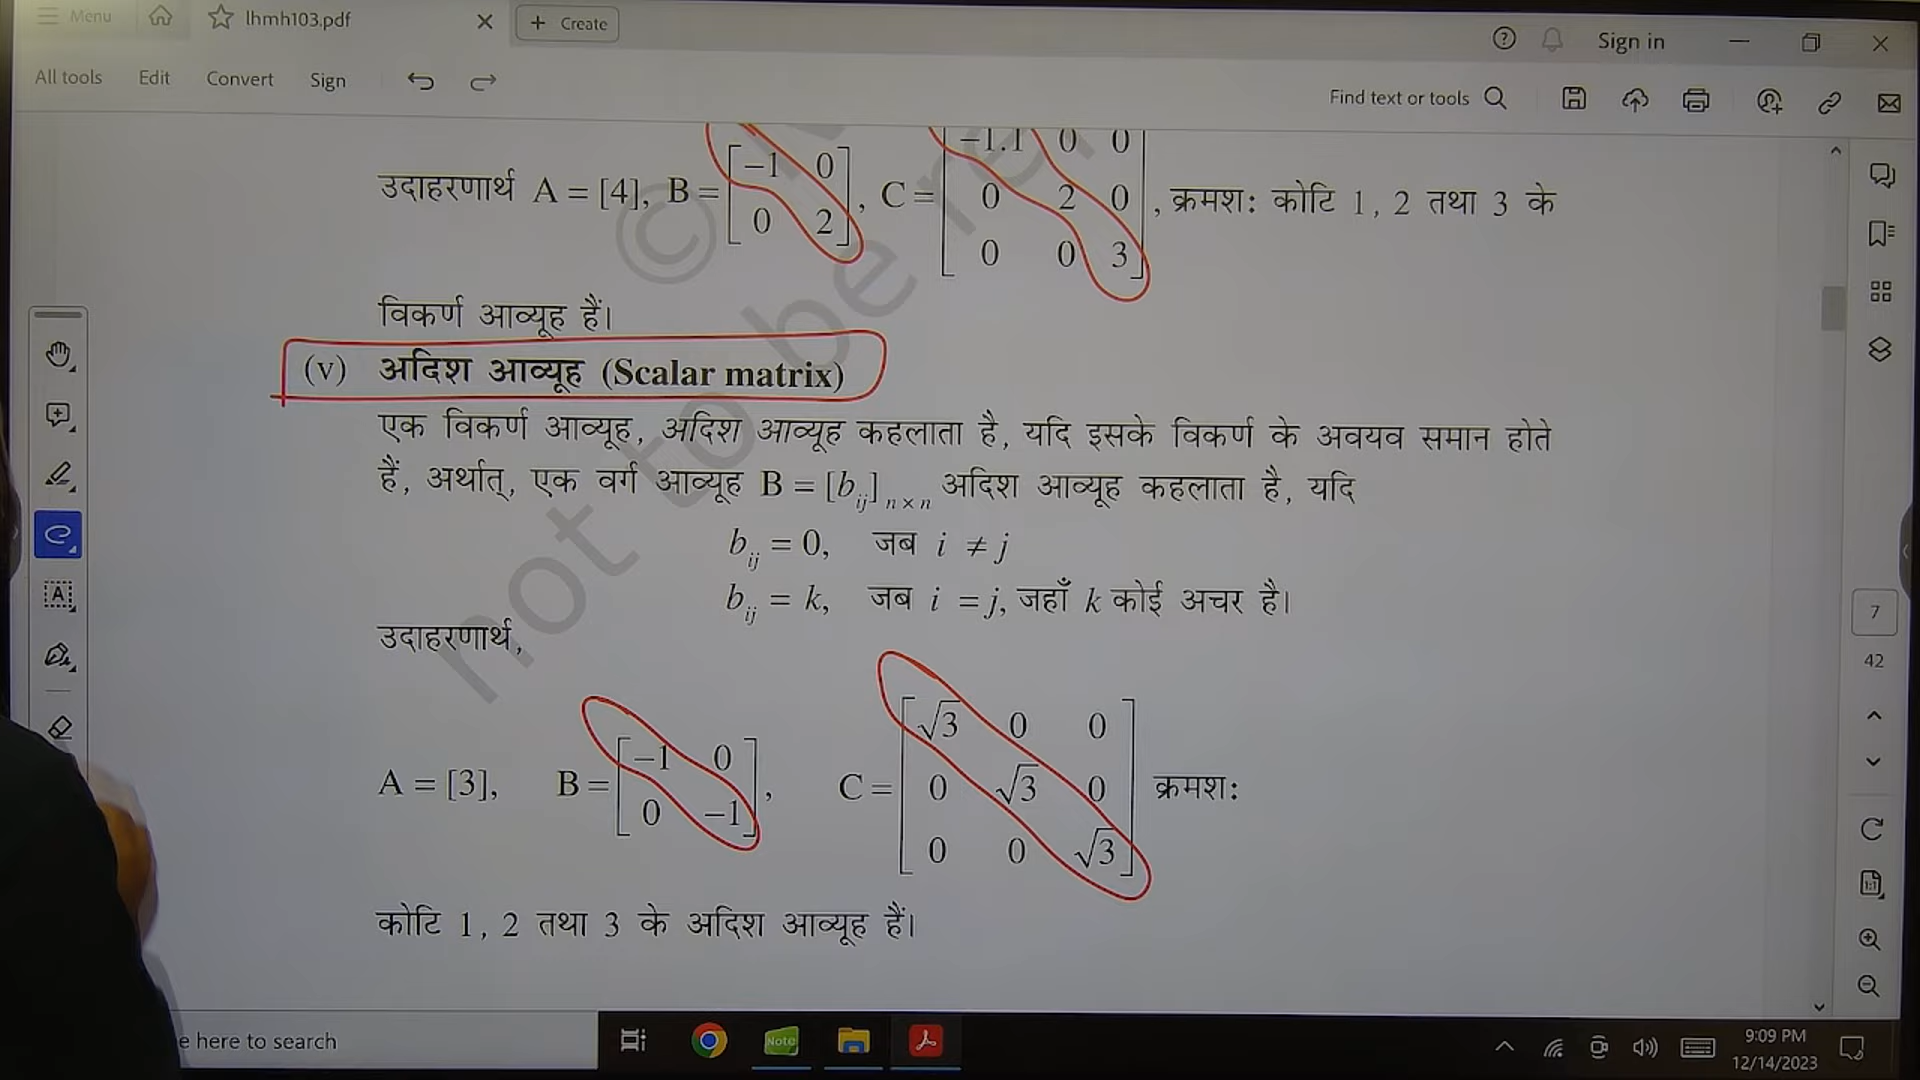 Menu lhmh103.pdf + Create Sign in
All tools Edit Convert Sign Find text or tools
उदाहरणार्थ A = [4], B = [−1 0 0 2], C = [−1.1 0 0 0 2 0 0 0 3], क्रमश: कोटि 1, 2 तथा 3 के
विकर्ण आव्यूह हैं।
(v) अदिश आव्यूह (Scalar matrix)
एक विकर्ण आव्यूह, अदिश आव्यूह कहलाता है, यदि इसके विकर्ण के अवयव समान होते
हैं, अर्थात्, एक वर्ग आव्यूह B = [bij] n × n अदिश आव्यूह कहलाता है, यदि
bij = 0, जब i ≠ j
bij = k, जब i = j, जहाँ k कोई अचर है।
उदाहरणार्थ,
A = [3], B = [−1 0 0 −1], C = [√3 0 0 0 √3 0 0 0 √3] क्रमश:
कोटि 1, 2 तथा 3 के अदिश आव्यूह हैं।
not to be re
7
42
e here to search
Note
9:09 PM
12/14/2023